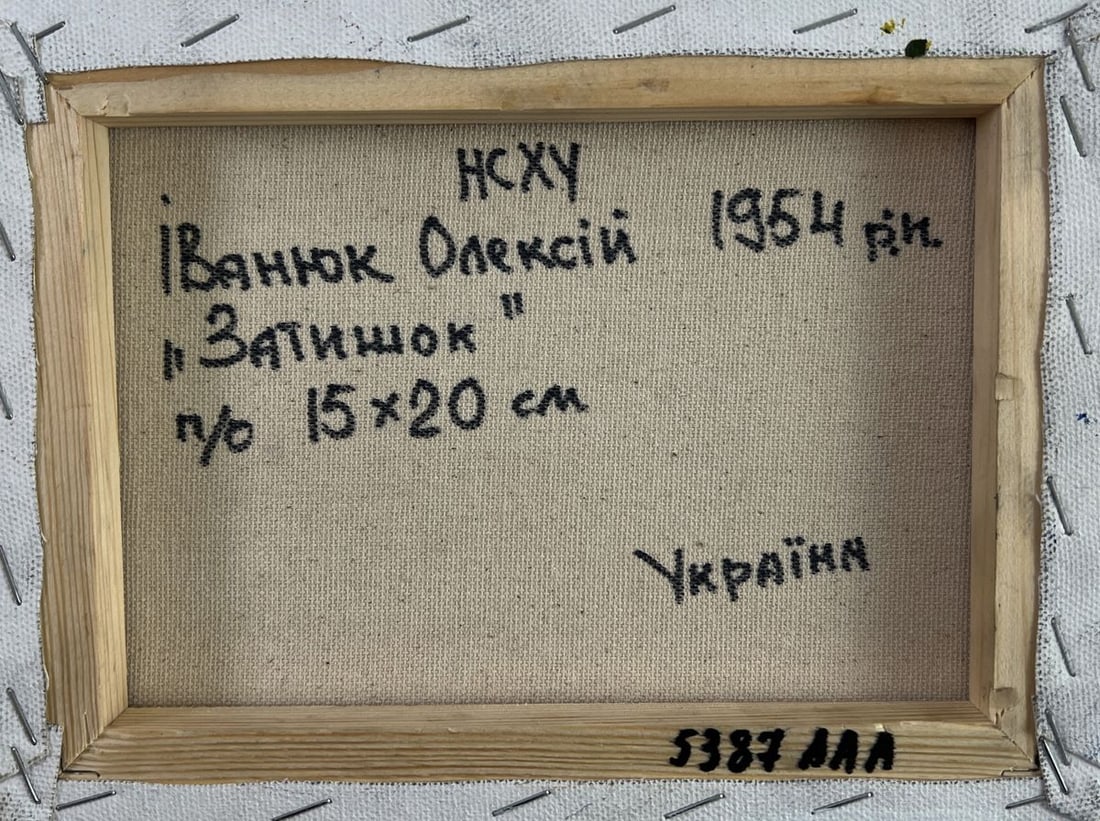 НСХУ
Іванюк Олексій 1954 р.н.
„Затишок"
п/о 15×20 см
Україна
5387 ААА